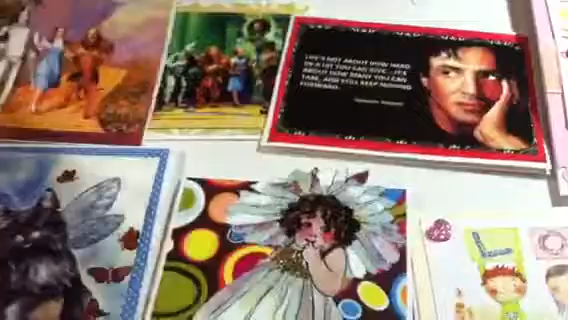 LIFE'S NOT ABOUT HOW HARD
OF A HIT YOU CAN GIVE... IT'S
ABOUT HOW MANY YOU CAN
TAKE, AND STILL KEEP MOVING
FORWARD.
L